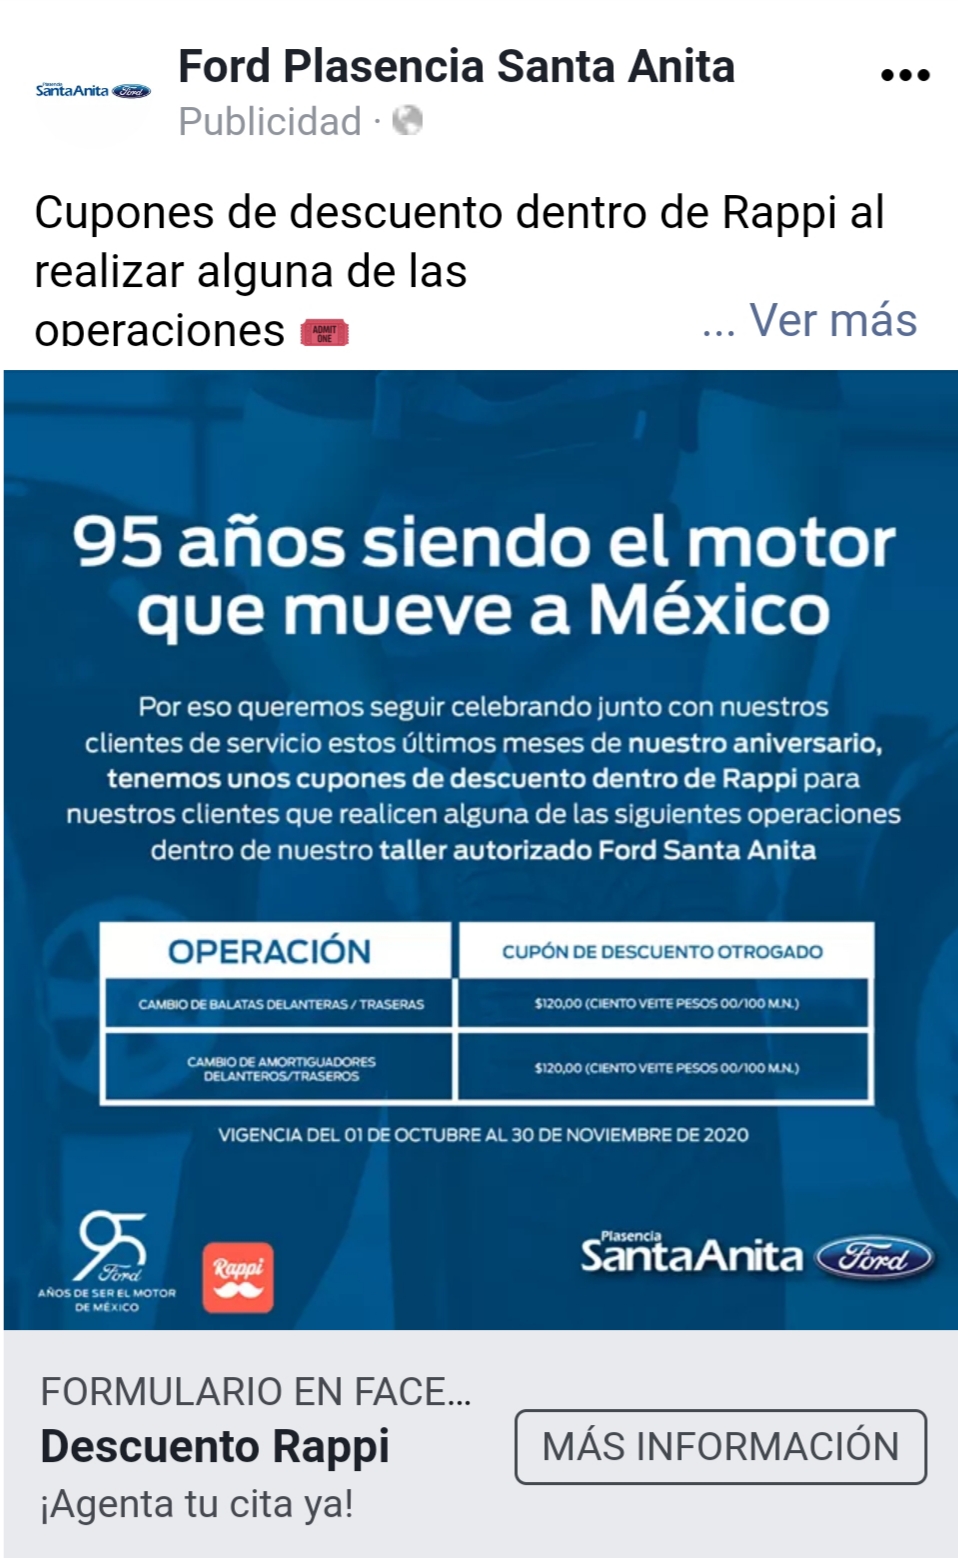 Plasencia
SantaAnita Ford
Ford Plasencia Santa Anita
Publicidad ·
Cupones de descuento dentro de Rappi al
realizar alguna de las
operaciones ADMIT ONE
... Ver más
95 años siendo el motor
que mueve a México
Por eso queremos seguir celebrando junto con nuestros
clientes de servicio estos últimos meses de nuestro aniversario,
tenemos unos cupones de descuento dentro de Rappi para
nuestros clientes que realicen alguna de las siguientes operaciones
dentro de nuestro taller autorizado Ford Santa Anita
OPERACIÓN CUPÓN DE DESCUENTO OTROGADO
CAMBIO DE BALATAS DELANTERAS / TRASERAS $120,00 (CIENTO VEITE PESOS 00/100 M.N.)
CAMBIO DE AMORTIGUADORES
DELANTEROS/TRASEROS
$120,00 (CIENTO VEITE PESOS 00/100 M.N.)
VIGENCIA DEL 01 DE OCTUBRE AL 30 DE NOVIEMBRE DE 2020
95
Ford
AÑOS DE SER EL MOTOR
DE MÉXICO
Rappi
Plasencia
SantaAnita Ford
FORMULARIO EN FACE...
Descuento Rappi
¡Agenta tu cita ya!
MÁS INFORMACIÓN